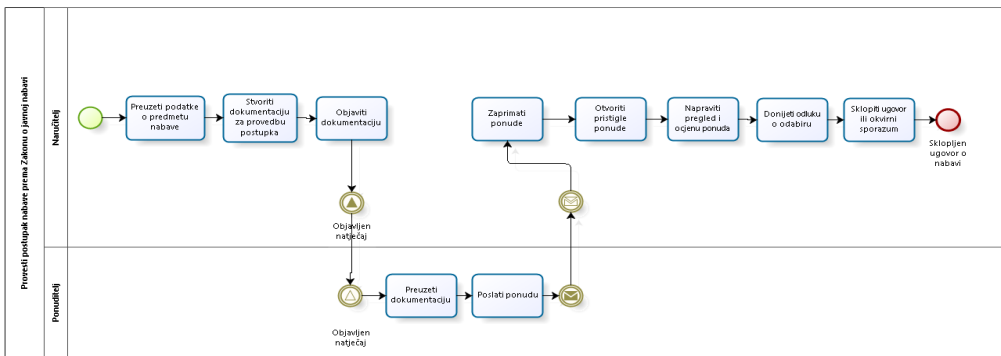 Provesti postupak nabave prema Zakonu o javnoj nabavi
Naručitelj
Preuzeti podatke
o predmetu
nabave
Stvoriti
dokumentaciju
za provedbu
postupka
Objaviti
dokumentaciju
Objavljen
natječaj
Zaprimati
ponude
Otvoriti
pristigle
ponude
Napraviti
pregled i
ocjenu ponuda
Donijeti odluku
o odabiru
Sklopiti ugovor
ili okvirni
sporazum
Sklopljen
ugovor o
nabavi
Ponuditelj
Objavljen
natječaj
Preuzeti
dokumentaciju
Poslati ponudu